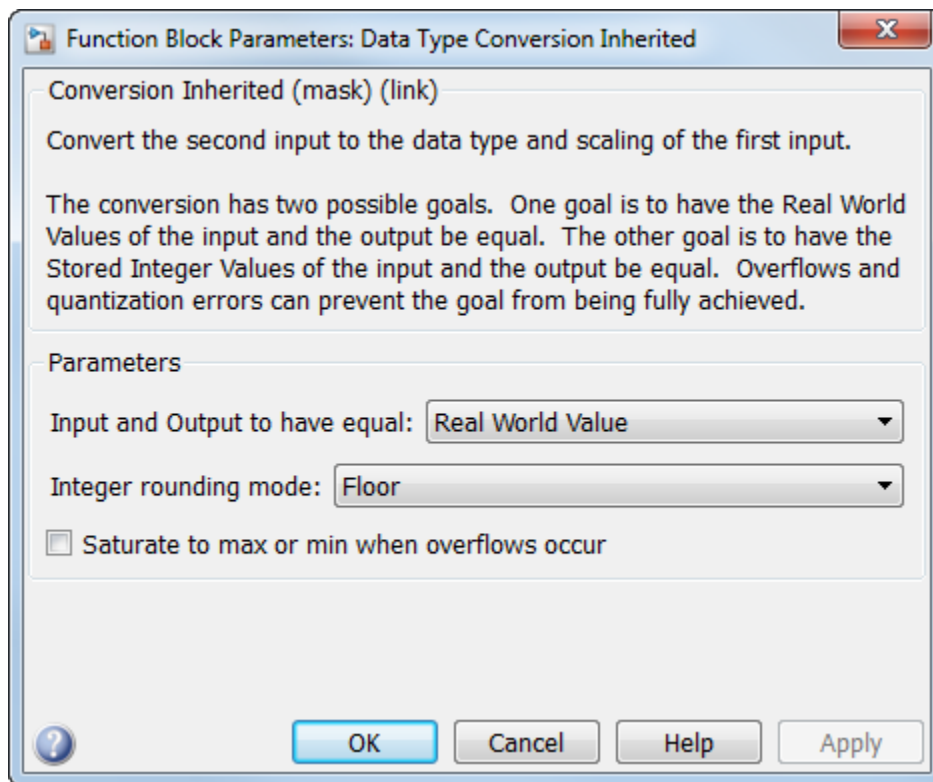 Function Block Parameters: Data Type Conversion Inherited
Conversion Inherited (mask) (link)
Convert the second input to the data type and scaling of the first input.
The conversion has two possible goals.  One goal is to have the Real World
Values of the input and the output be equal.  The other goal is to have the
Stored Integer Values of the input and the output be equal.  Overflows and
quantization errors can prevent the goal from being fully achieved.
Parameters
Input and Output to have equal: Real World Value
Integer rounding mode: Floor
Saturate to max or min when overflows occur
? OK Cancel Help Apply